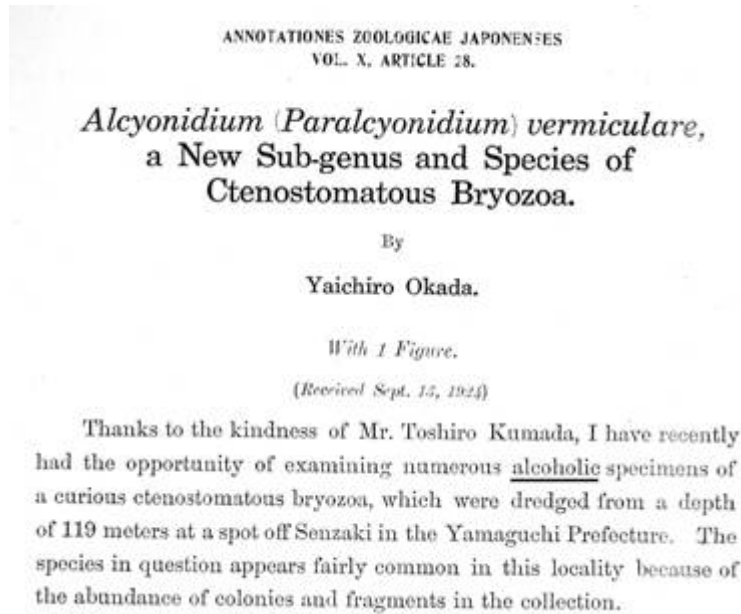 ANNOTATIONES ZOOLOGICAE JAPONENSES
VOL. X, ARTICLE 28.
Alcyonidium (Paralcyonidium) vermiculare,
a New Sub-genus and Species of
Ctenostomatous Bryozoa.
By
Yaichiro Okada.
With 1 Figure.
(Received Sept. 15, 1924)
Thanks to the kindness of Mr. Toshiro Kumada, I have recently
had the opportunity of examining numerous alcoholic specimens of
a curious ctenostomatous bryozoa, which were dredged from a depth
of 119 meters at a spot off Senzaki in the Yamaguchi Prefecture. The
species in question appears fairly common in this locality because of
the abundance of colonies and fragments in the collection.